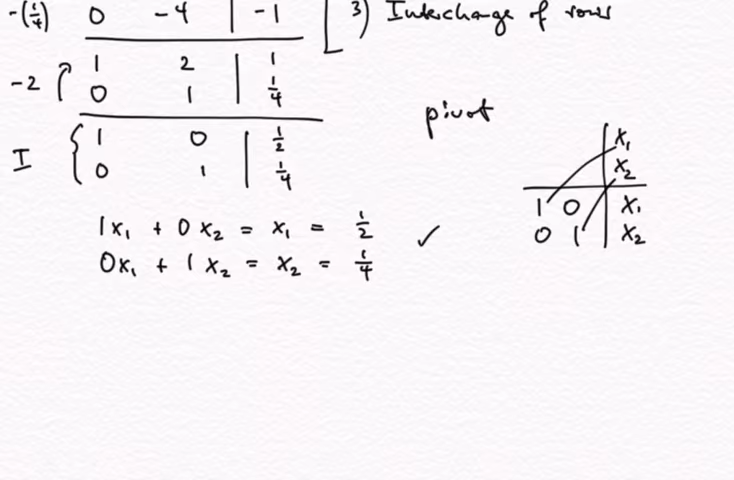 -(1/4) 0 -4 | -1
3) Interchange of rows
-2 1 2 | 1
0 1 | 1/4
pivot
I { 1 0 | 1/2
0 1 | 1/4
x₁
x₂
1 0 | x₁
0 1 | x₂
1x₁ + 0x₂ = x₁ = 1/2 ✓
0x₁ + 1x₂ = x₂ = 1/4